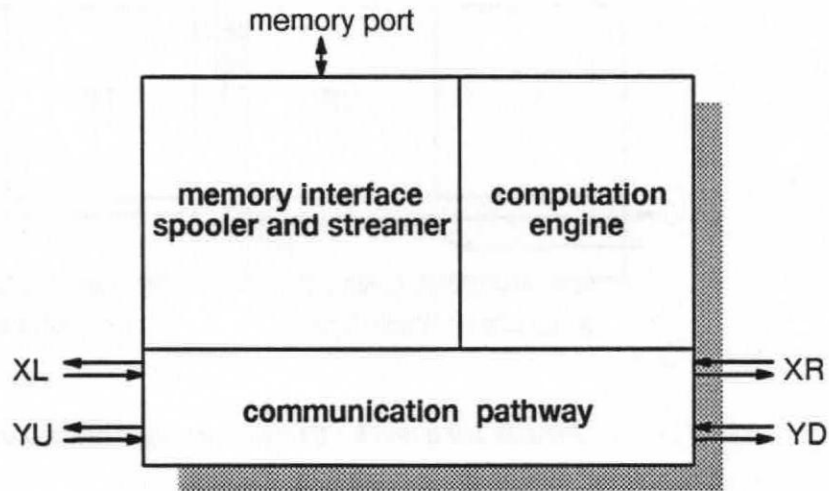 memory port
memory interface
spooler and streamer
computation
engine
XL
XR
communication pathway
YU
YD